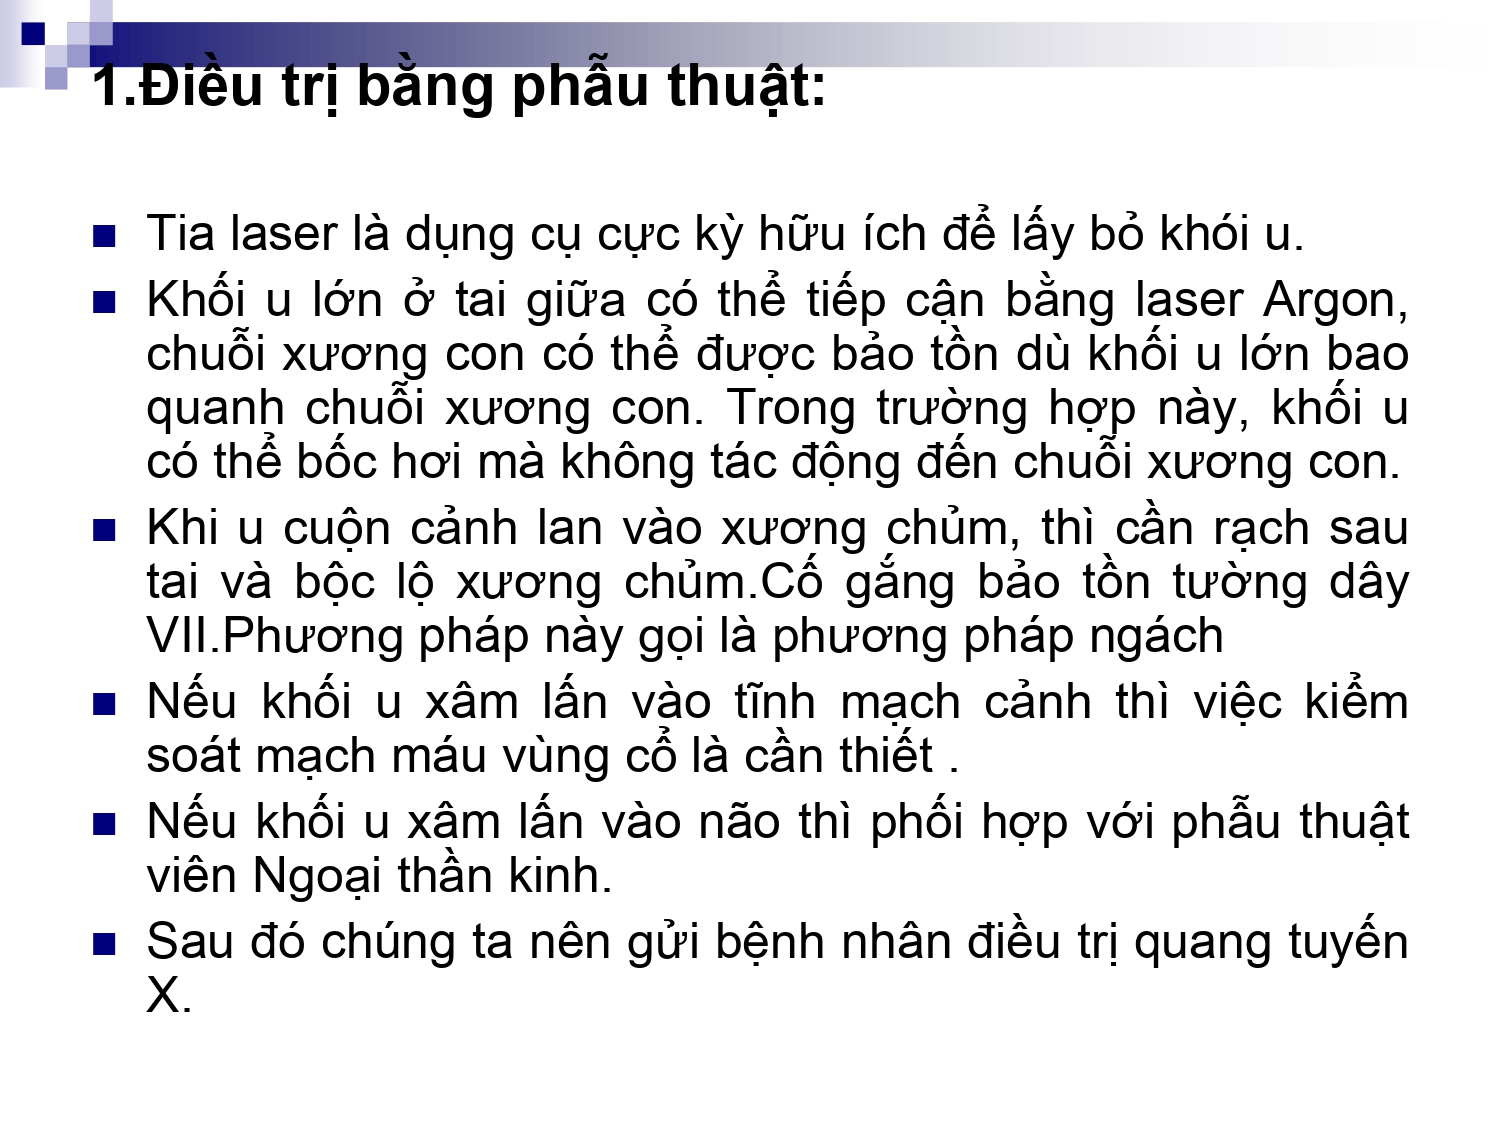 1.Điều trị bằng phẫu thuật:
Tia laser là dụng cụ cực kỳ hữu ích để lấy bỏ khói u.
Khối u lớn ở tai giữa có thể tiếp cận bằng laser Argon,
chuỗi xương con có thể được bảo tồn dù khối u lớn bao
quanh chuỗi xương con. Trong trường hợp này, khối u
có thể bốc hơi mà không tác động đến chuỗi xương con.
Khi u cuộn cảnh lan vào xương chủm, thì cần rạch sau
tai và bộc lộ xương chủm.Cố gắng bảo tồn tường dây
VII.Phương pháp này gọi là phương pháp ngách
Nếu khối u xâm lấn vào tĩnh mạch cảnh thì việc kiểm
soát mạch máu vùng cổ là cần thiết .
Nếu khối u xâm lấn vào não thì phối hợp với phẫu thuật
viên Ngoại thần kinh.
Sau đó chúng ta nên gửi bệnh nhân điều trị quang tuyến
X.